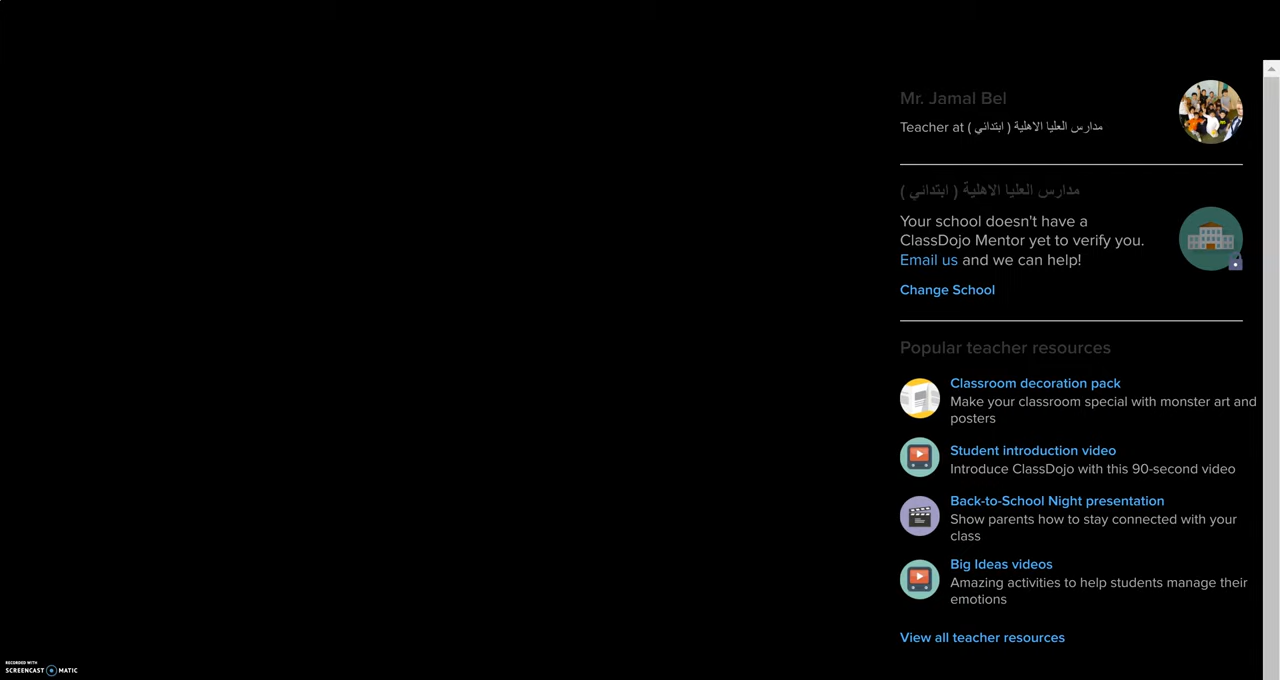 Mr. Jamal Bel
Teacher at مدارس العليا الاهلية ( ابتدائي )
مدارس العليا الاهلية ( ابتدائي )
Your school doesn't have a
ClassDojo Mentor yet to verify you.
Email us and we can help!
Change School
Popular teacher resources
Classroom decoration pack
Make your classroom special with monster art and
posters
Student introduction video
Introduce ClassDojo with this 90-second video
Back-to-School Night presentation
Show parents how to stay connected with your
class
Big Ideas videos
Amazing activities to help students manage their
emotions
View all teacher resources
RECORDED WITH
SCREENCAST MATIC